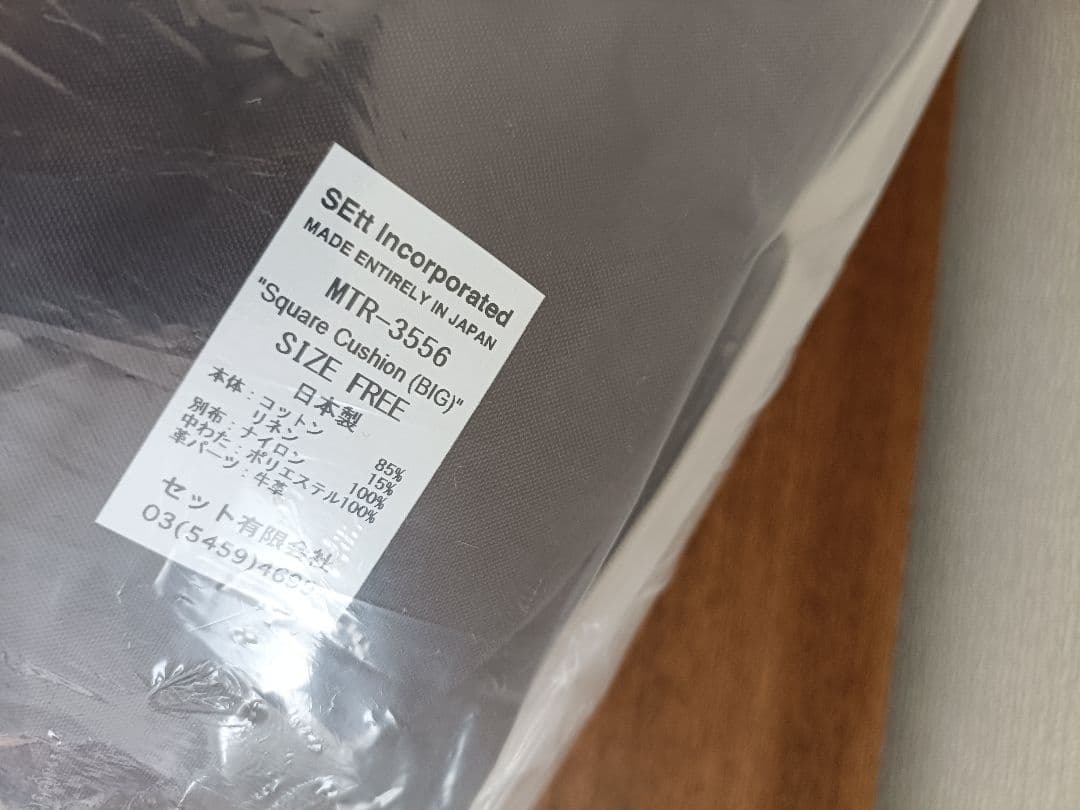 SEtt Incorporated
MADE ENTIRELY IN JAPAN
MTR-3556
"Square Cushion (BIG)"
SIZE FREE
日本製
本体：コットン 85%
リネン 15%
別布：ナイロン 100%
中わた：ポリエステル100%
革パーツ：牛革
セット有限会社